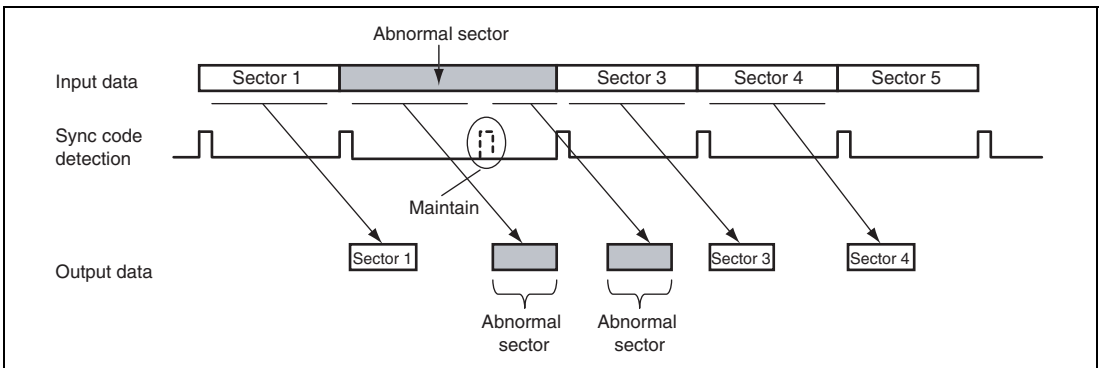 Abnormal sector
Input data
Sector 1
Sector 3
Sector 4
Sector 5
Sync code
detection
Maintain
Output data
Sector 1
Sector 3
Sector 4
Abnormal
sector
Abnormal
sector